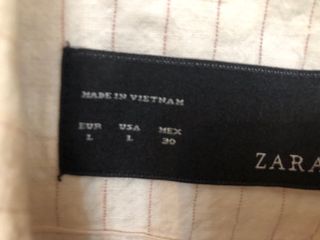 MADE IN VIETNAM
EUR USA MEX
L L 30
ZARA